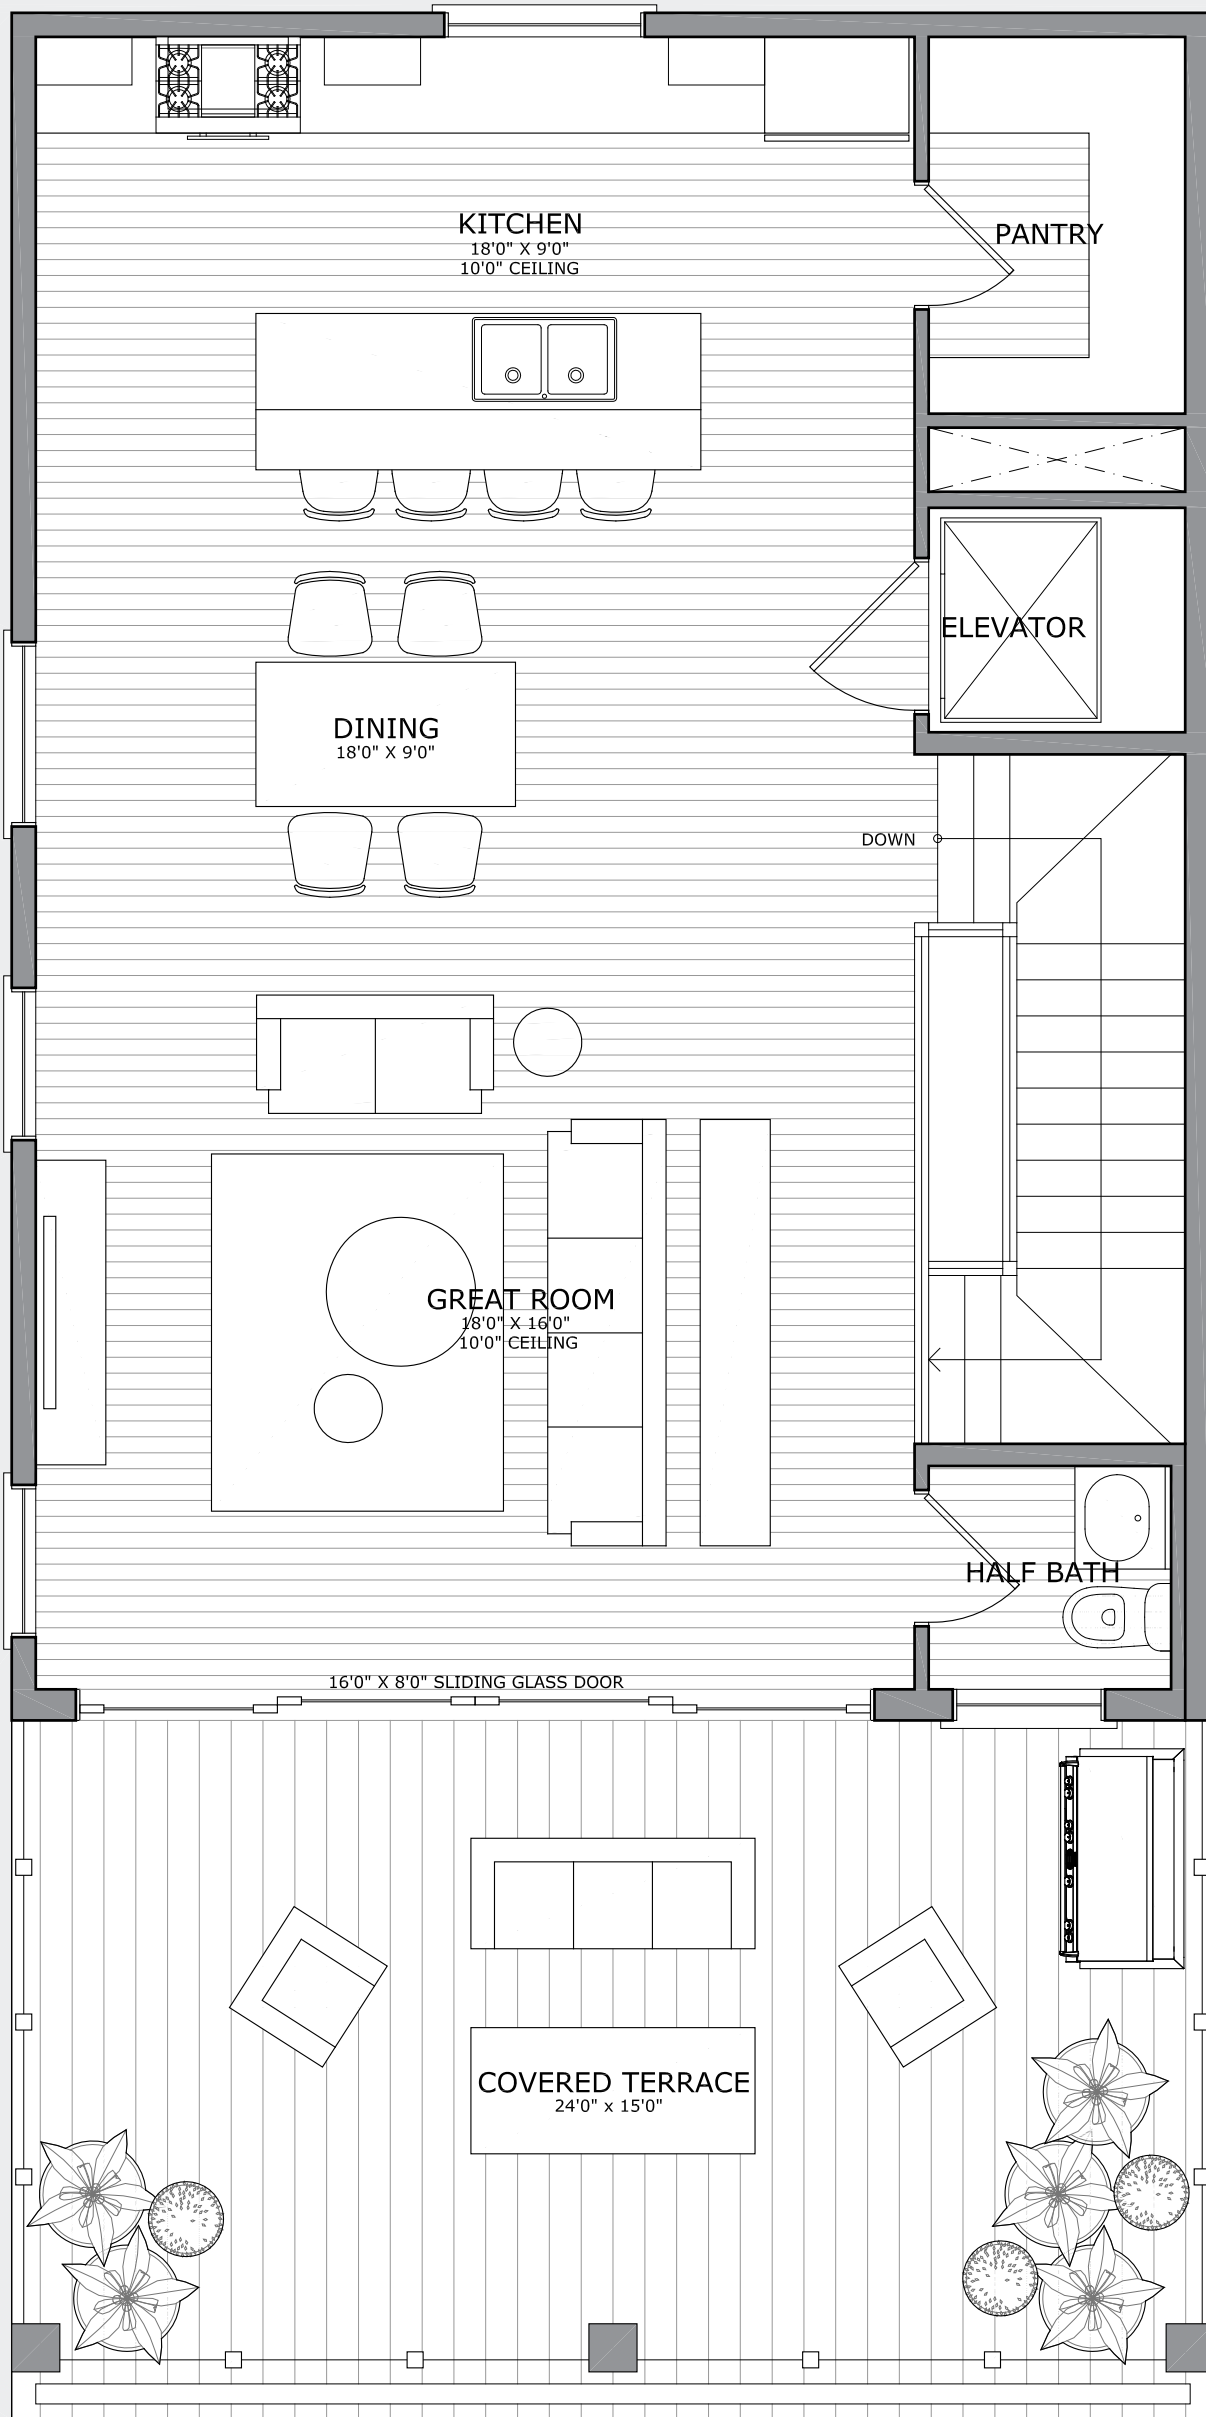 KITCHEN
18'0" X 9'0"
10'0" CEILING
PANTRY
ELEVATOR
DINING
18'0" X 9'0"
DOWN
GREAT ROOM
18'0" X 16'0"
10'0" CEILING
HALF BATH
16'0" X 8'0" SLIDING GLASS DOOR
COVERED TERRACE
24'0" x 15'0"